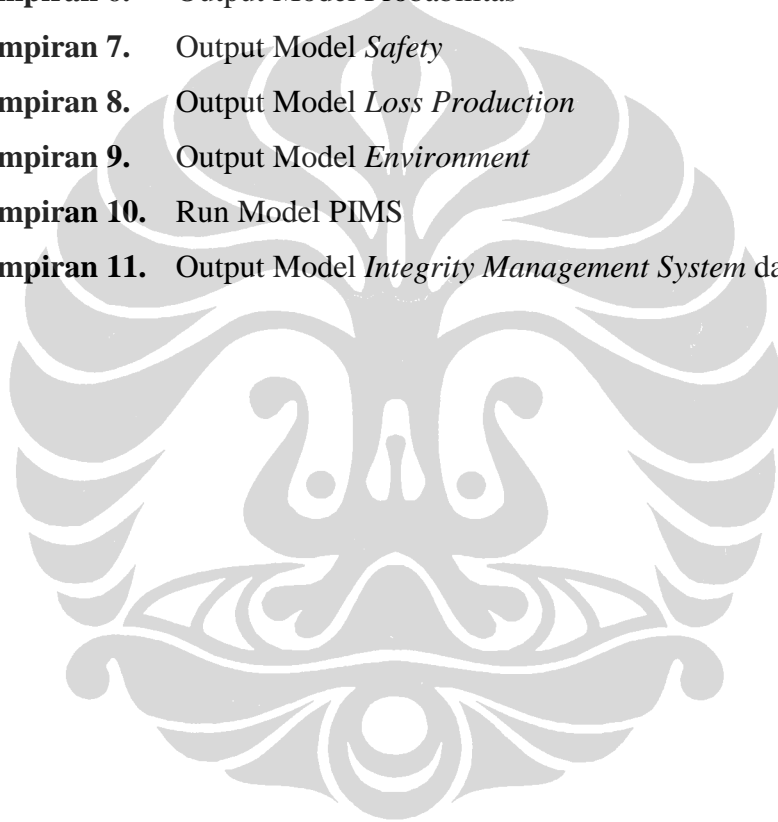 mpiran 6. Output Model Probabilitas
mpiran 7. Output Model Safety
mpiran 8. Output Model Loss Production
mpiran 9. Output Model Environment
mpiran 10. Run Model PIMS
mpiran 11. Output Model Integrity Management System da